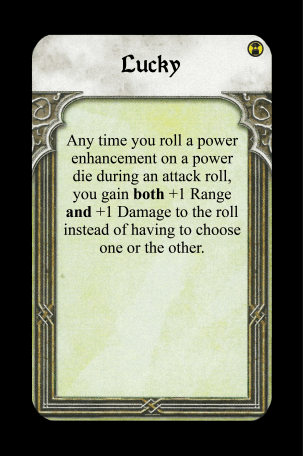 Lucky
Any time you roll a power
enhancement on a power
die during an attack roll,
you gain both +1 Range
and +1 Damage to the roll
instead of having to choose
one or the other.